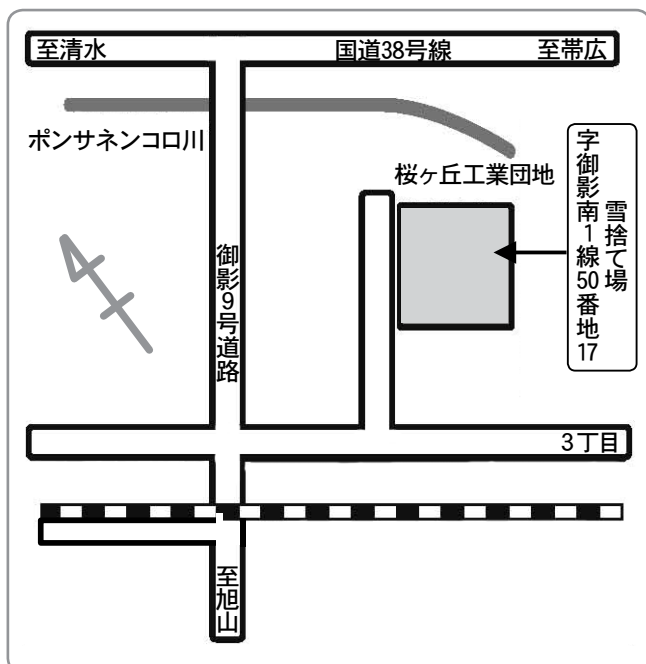 至清水
国道38号線
至帯広
ポンサネンコロ川
桜ヶ丘工業団地
雪捨て場
字御影南1線50番地17
御影9号道路
3丁目
至旭山